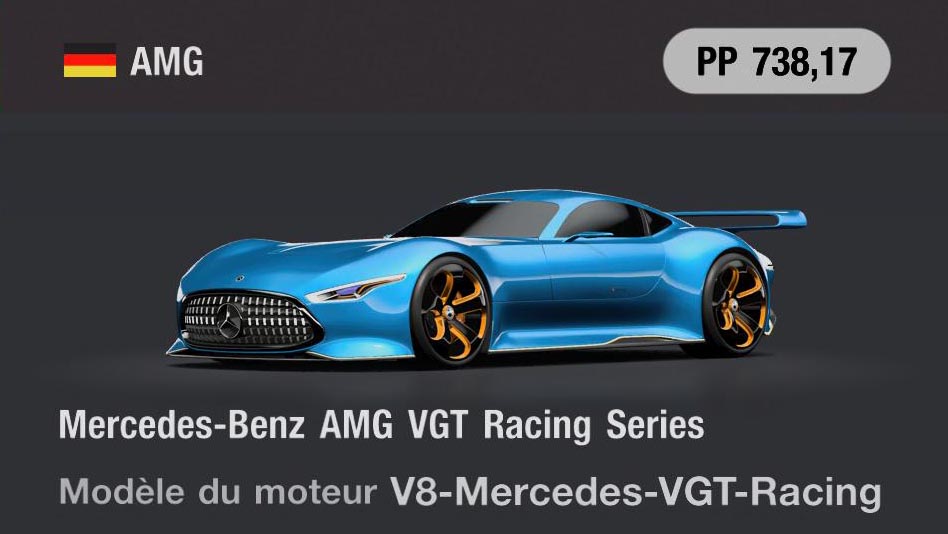 AMG
PP 738,17
Mercedes-Benz AMG VGT Racing Series
Modèle du moteur V8-Mercedes-VGT-Racing